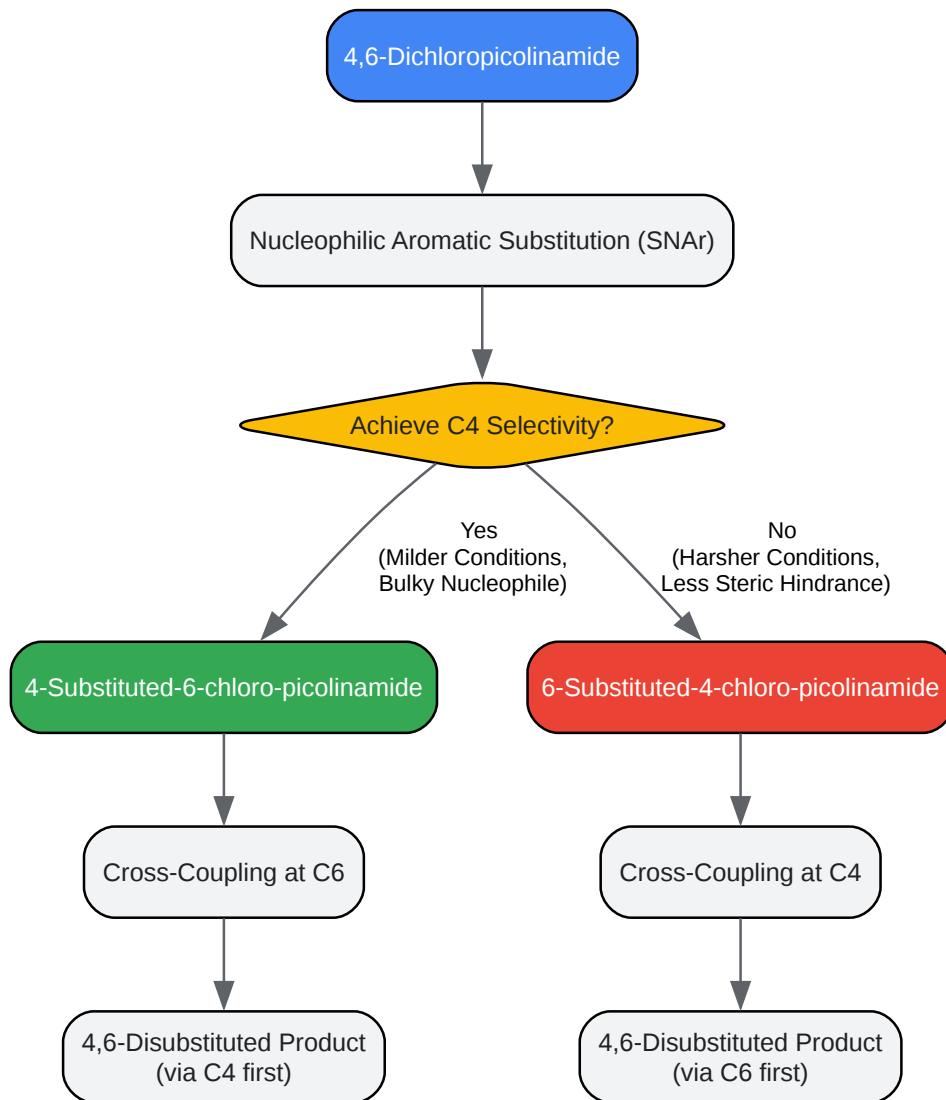 4,6-Dichloropicolinamide
Nucleophilic Aromatic Substitution (SNAr)
Achieve C4 Selectivity?
Yes
(Milder Conditions,
Bulky Nucleophile)
No
(Harsher Conditions,
Less Steric Hindrance)
4-Substituted-6-chloro-picolinamide
6-Substituted-4-chloro-picolinamide
Cross-Coupling at C6
Cross-Coupling at C4
4,6-Disubstituted Product
(via C4 first)
4,6-Disubstituted Product
(via C6 first)